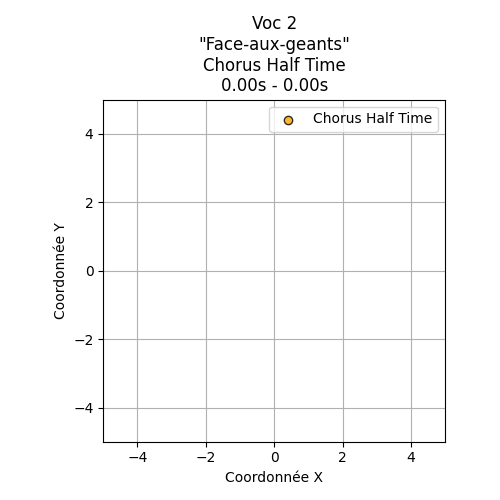 Voc 2
"Face-aux-geants"
Chorus Half Time
0.00s - 0.00s
Chorus Half Time
4
2
0
−2
−4
Coordonnée Y
−4 −2 0 2 4
Coordonnée X